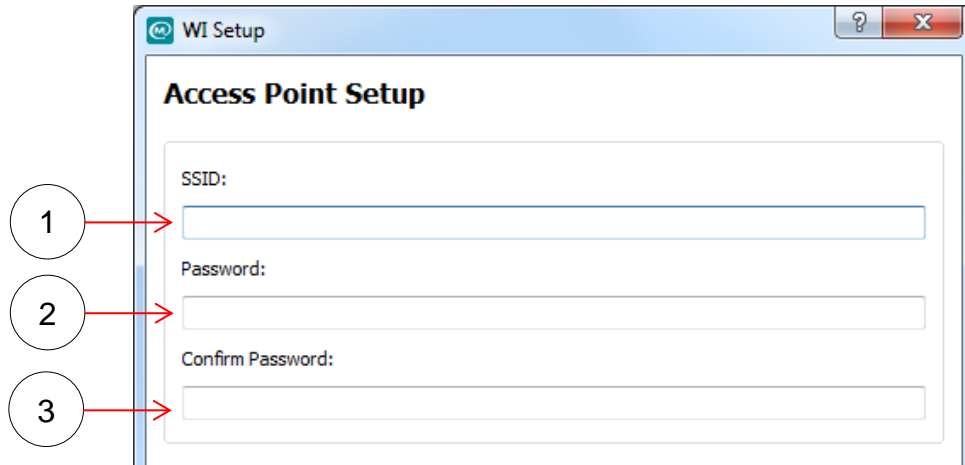 WI Setup
Access Point Setup
SSID:
1
Password:
2
Confirm Password:
3